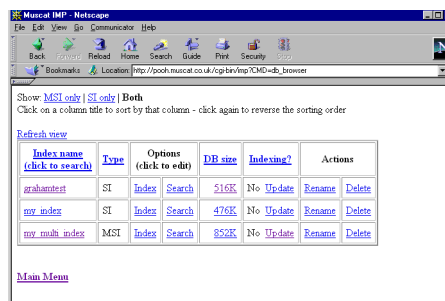 Muscat IMP - Netscape
File Edit View Go Communicator Help
Back Forward Reload Home Search Guide Print Security Stop
Bookmarks Location: http://pooh.muscat.co.uk/cgi-bin/imp?CMD=db_browser
Show: MSI only | SI only | Both
Click on a column title to sort by that column - click again to reverse the sorting order
Refresh view
Index name (click to search) Type Options (click to edit) DB size Indexing? Actions
grahamtest SI Index Search 516K No Update Rename Delete
my_index SI Index Search 476K No Update Rename Delete
my_multi_index MSI Index Search 852K No Update Rename Delete
Main Menu